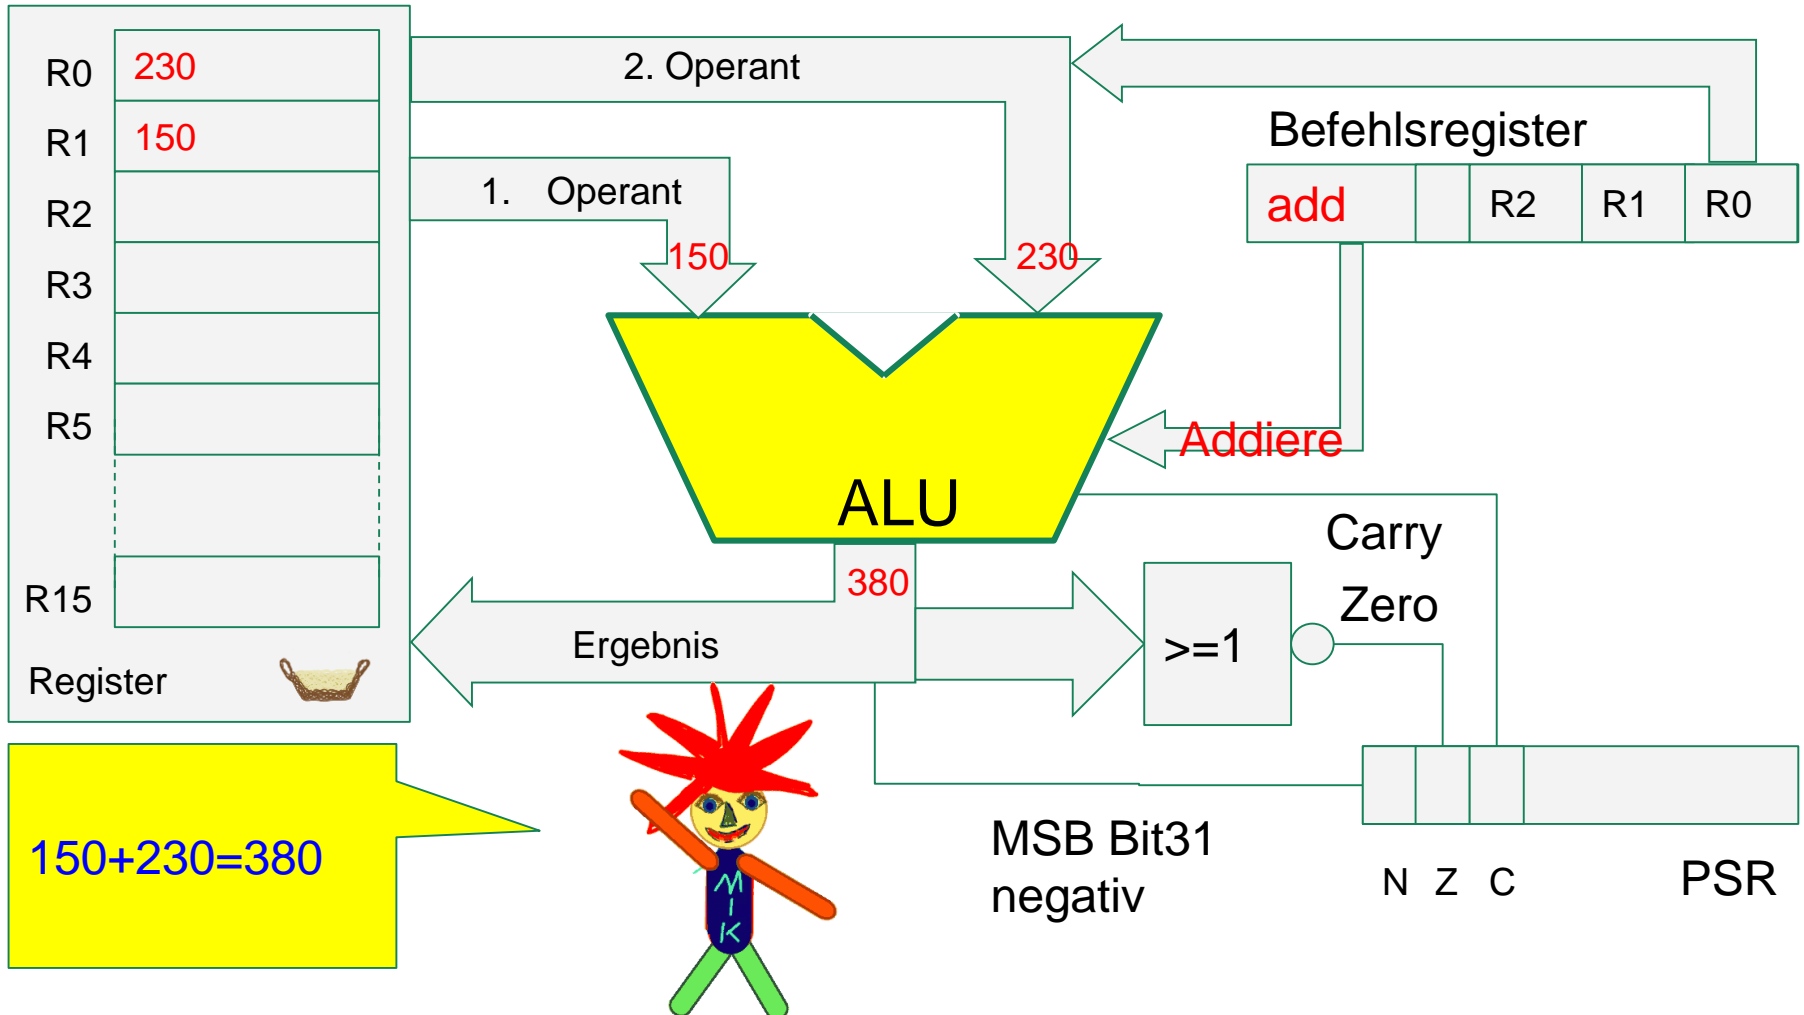 R0 230
R1 150
R2
R3
R4
R5
R15
Register
2. Operant
1. Operant
150
230
Befehlsregister
add R2 R1 R0
Addiere
ALU
380
Ergebnis
>=1
Carry
Zero
MSB Bit31
negativ
N Z C
PSR
150+230=380
M
I
K